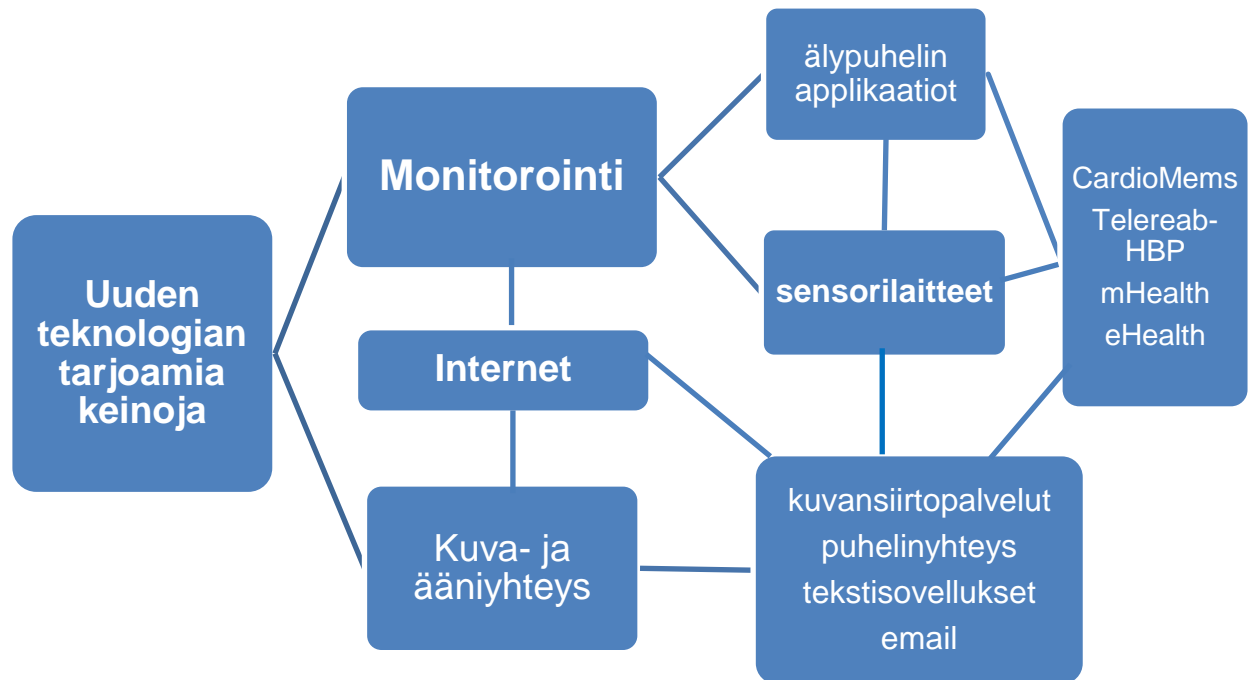 Uuden
teknologian
tarjoamia
keinoja
Monitorointi
Internet
Kuva- ja
ääniyhteys
älypuhelin
applikaatiot
sensorilaitteet
kuvansiirtopalvelut
puhelinyhteys
tekstisovellukset
email
CardioMems
Telereab-
HBP
mHealth
eHealth